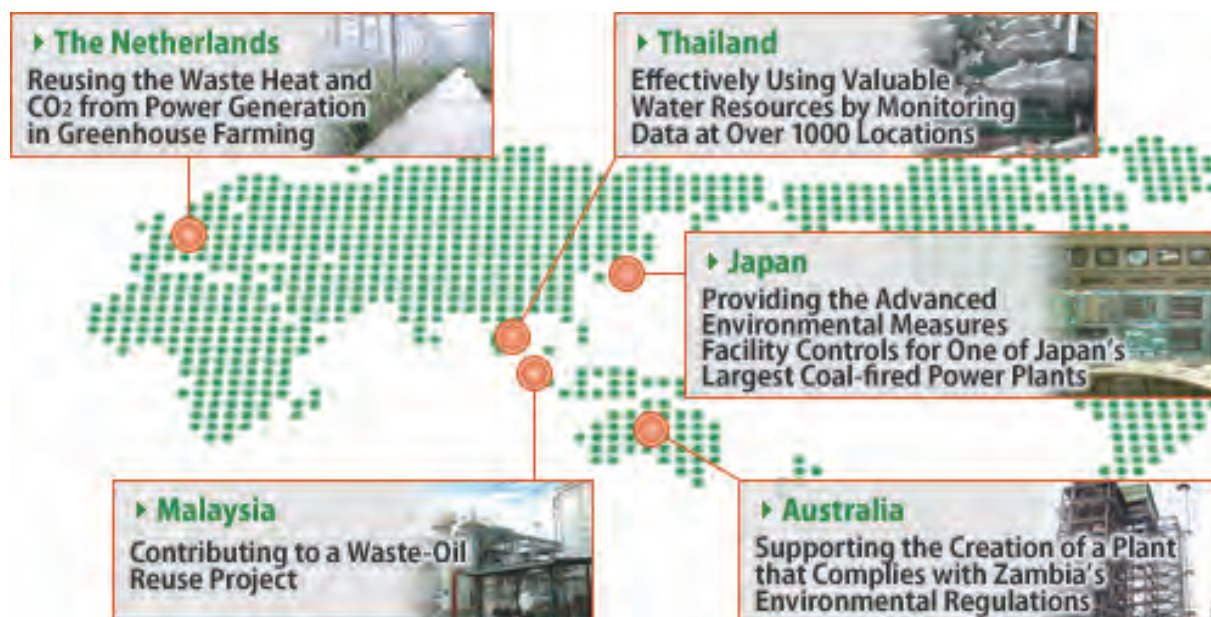 The Netherlands
Reusing the Waste Heat and
CO2 from Power Generation
in Greenhouse Farming
Thailand
Effectively Using Valuable
Water Resources by Monitoring
Data at Over 1000 Locations
Japan
Providing the Advanced
Environmental Measures
Facility Controls for One of Japan's
Largest Coal-fired Power Plants
Malaysia
Contributing to a Waste-Oil
Reuse Project
Australia
Supporting the Creation of a Plant
that Complies with Zambia's
Environmental Regulations